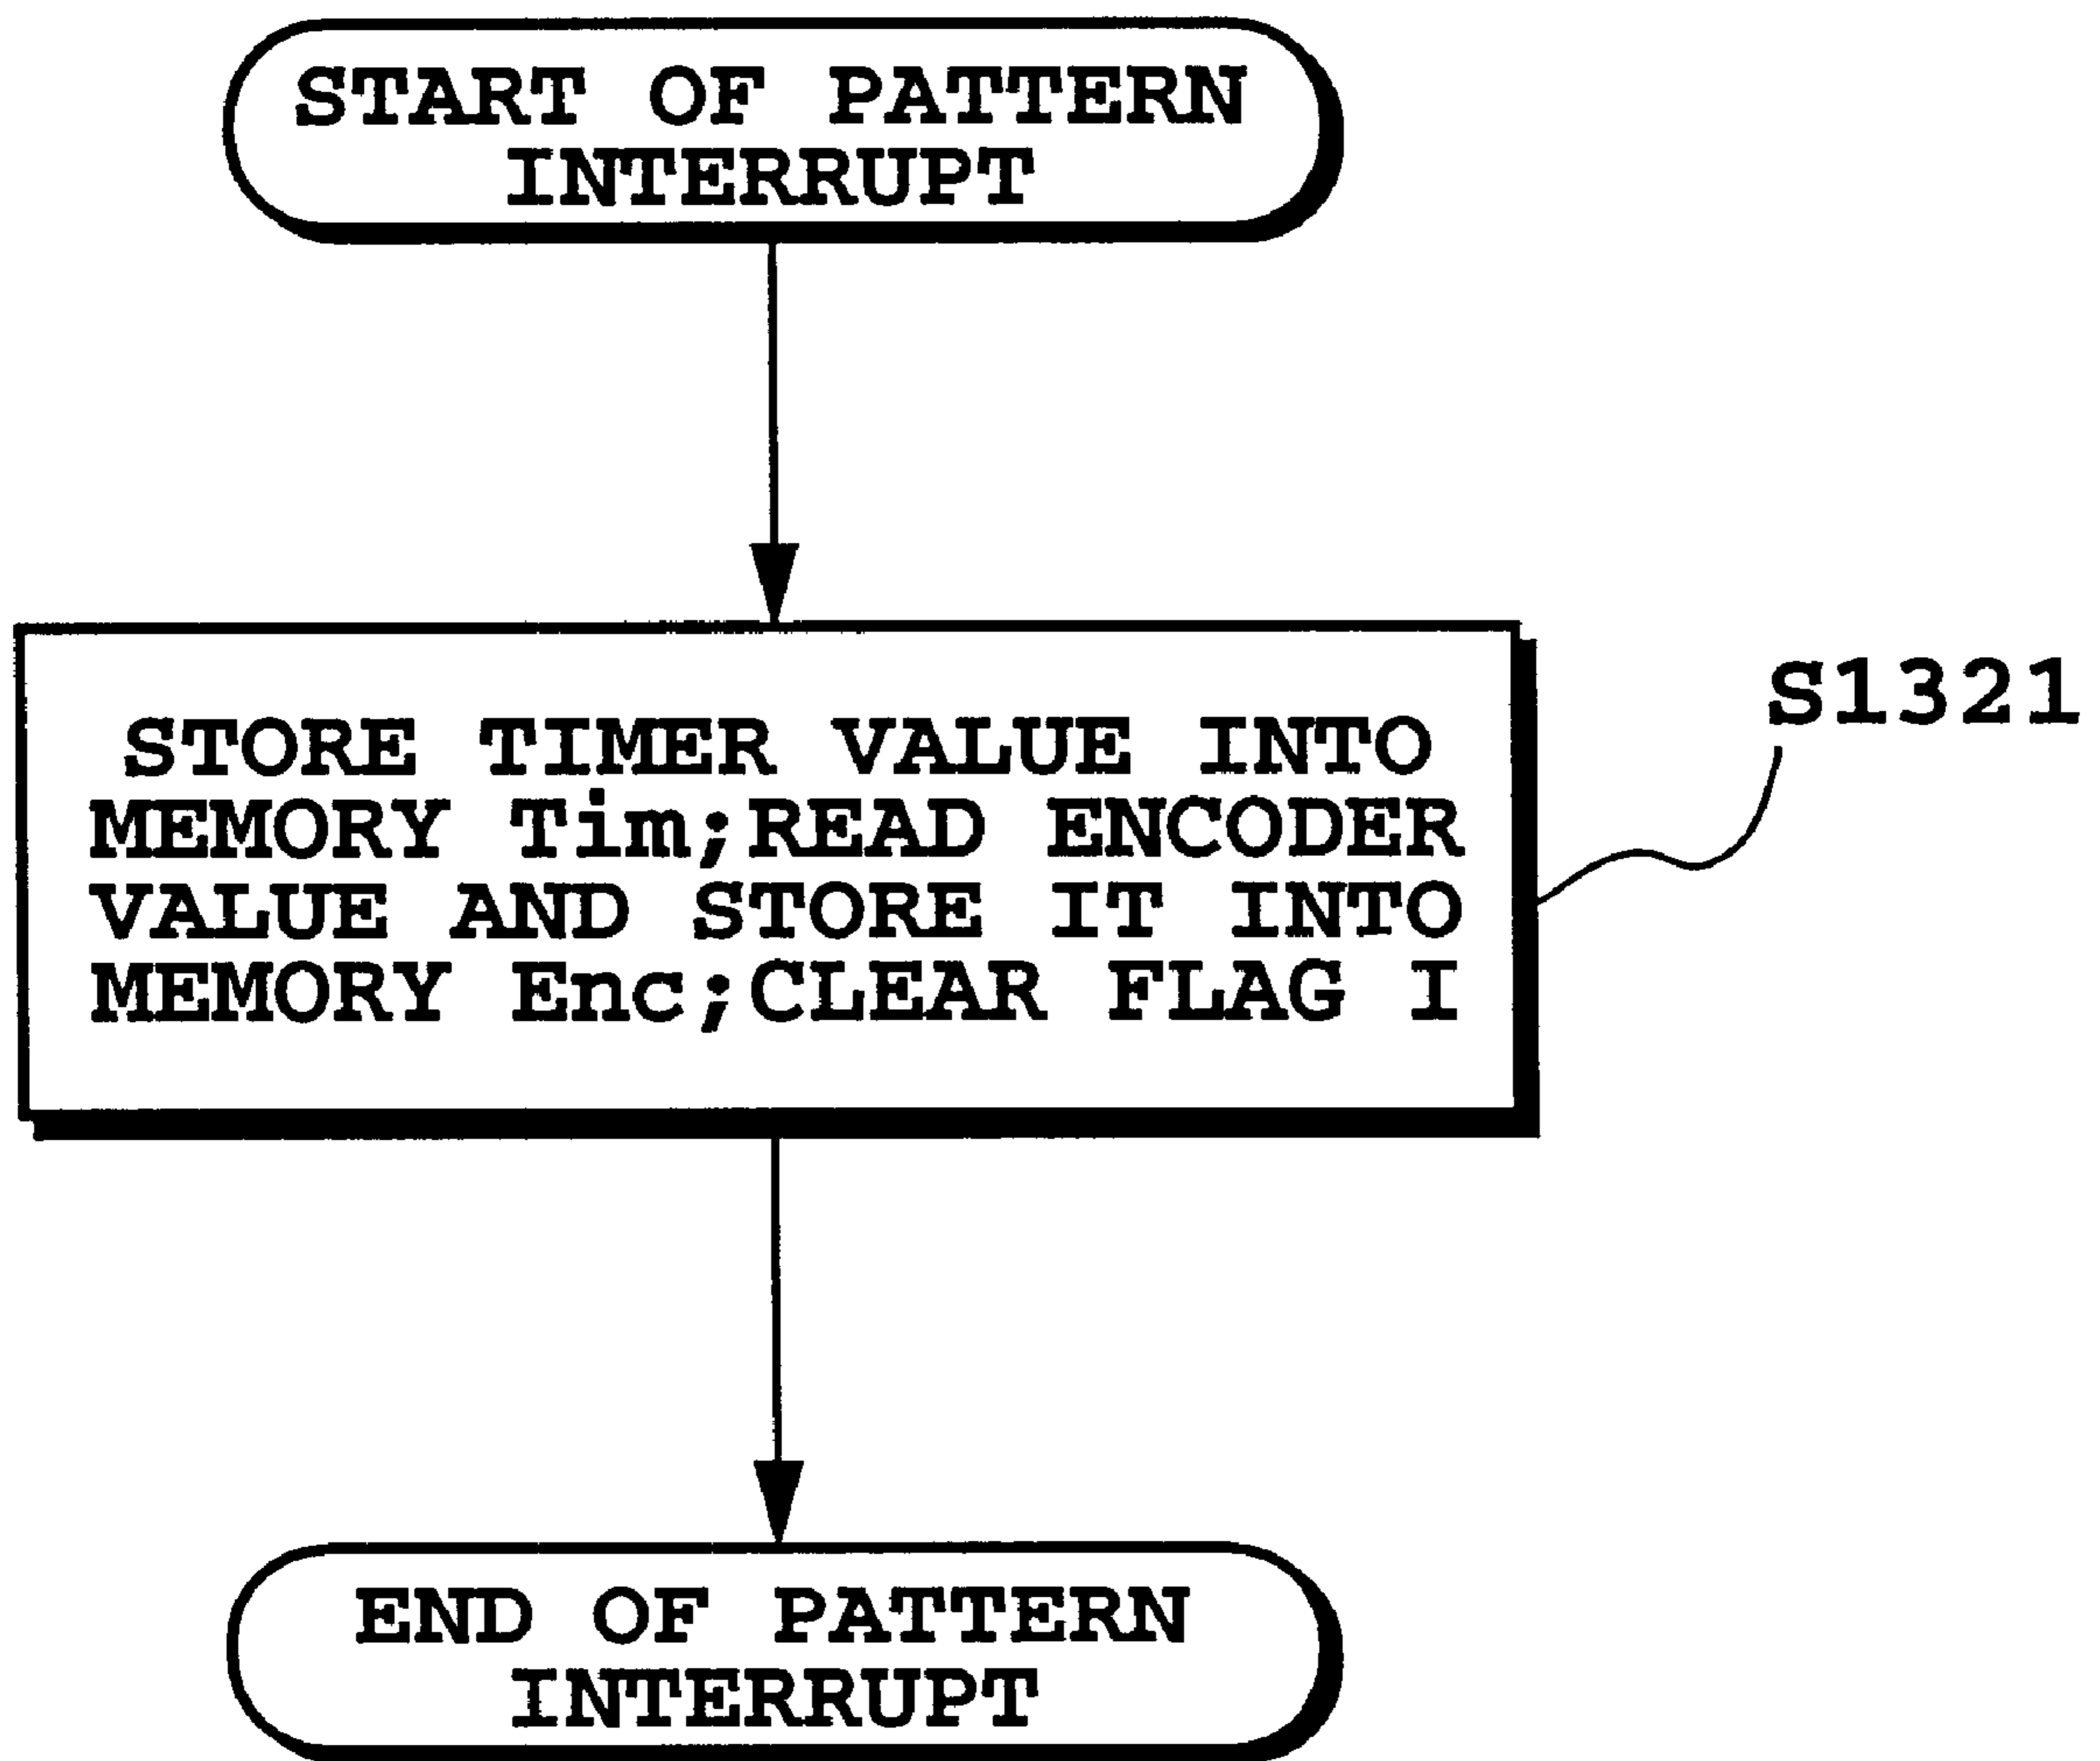 START OF PATTERN
INTERRUPT
S1321
STORE TIMER VALUE INTO
MEMORY Tim;READ ENCODER
VALUE AND STORE IT INTO
MEMORY Enc;CLEAR FLAG I
END OF PATTERN
INTERRUPT